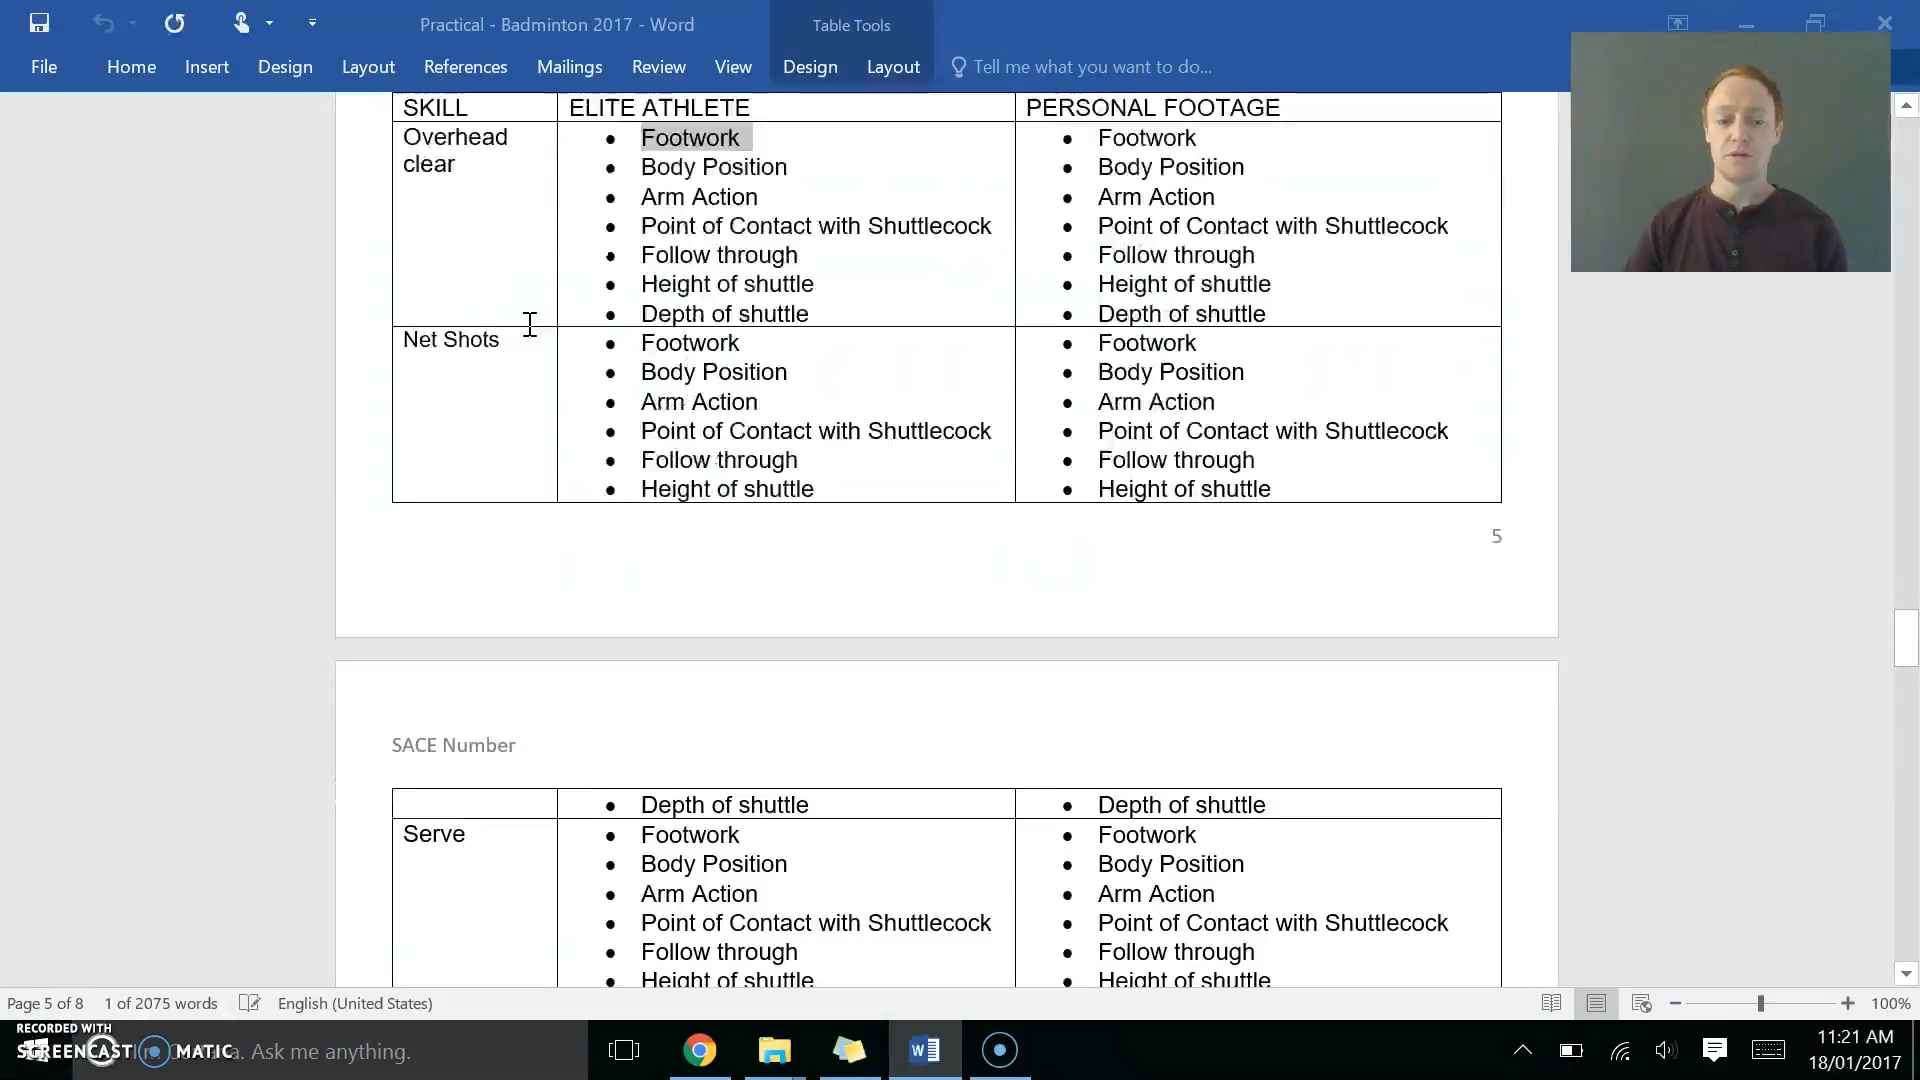 Practical - Badminton 2017 - Word
Table Tools
File Home Insert Design Layout References Mailings Review View Design Layout Tell me what you want to do...
SKILL ELITE ATHLETE PERSONAL FOOTAGE
Overhead clear
• Footwork
• Body Position
• Arm Action
• Point of Contact with Shuttlecock
• Follow through
• Height of shuttle
• Depth of shuttle
• Footwork
• Body Position
• Arm Action
• Point of Contact with Shuttlecock
• Follow through
• Height of shuttle
• Depth of shuttle
Net Shots
• Footwork
• Body Position
• Arm Action
• Point of Contact with Shuttlecock
• Follow through
• Height of shuttle
• Footwork
• Body Position
• Arm Action
• Point of Contact with Shuttlecock
• Follow through
• Height of shuttle
5
SACE Number
• Depth of shuttle
• Depth of shuttle
Serve
• Footwork
• Body Position
• Arm Action
• Point of Contact with Shuttlecock
• Follow through
• Height of shuttle
• Footwork
• Body Position
• Arm Action
• Point of Contact with Shuttlecock
• Follow through
• Height of shuttle
Page 5 of 8 1 of 2075 words English (United States) 100%
RECORDED WITH
SCREENCAST MATIC
Ask me anything.
11:21 AM
18/01/2017